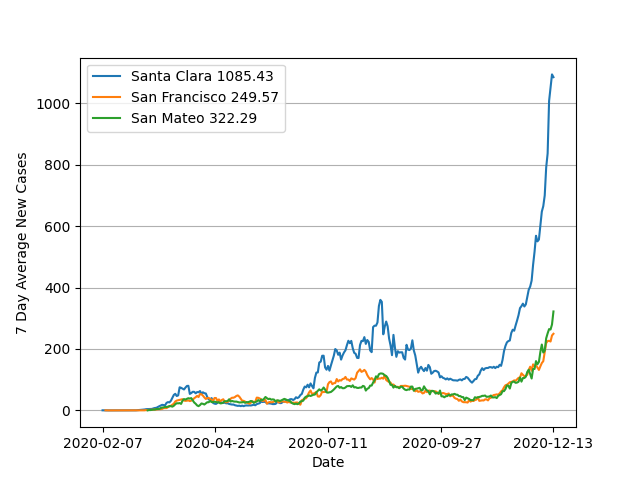 Santa Clara 1085.43
San Francisco 249.57
San Mateo 322.29
7 Day Average New Cases
1000
800
600
400
200
0
2020-02-07 2020-04-24 2020-07-11 2020-09-27 2020-12-13
Date